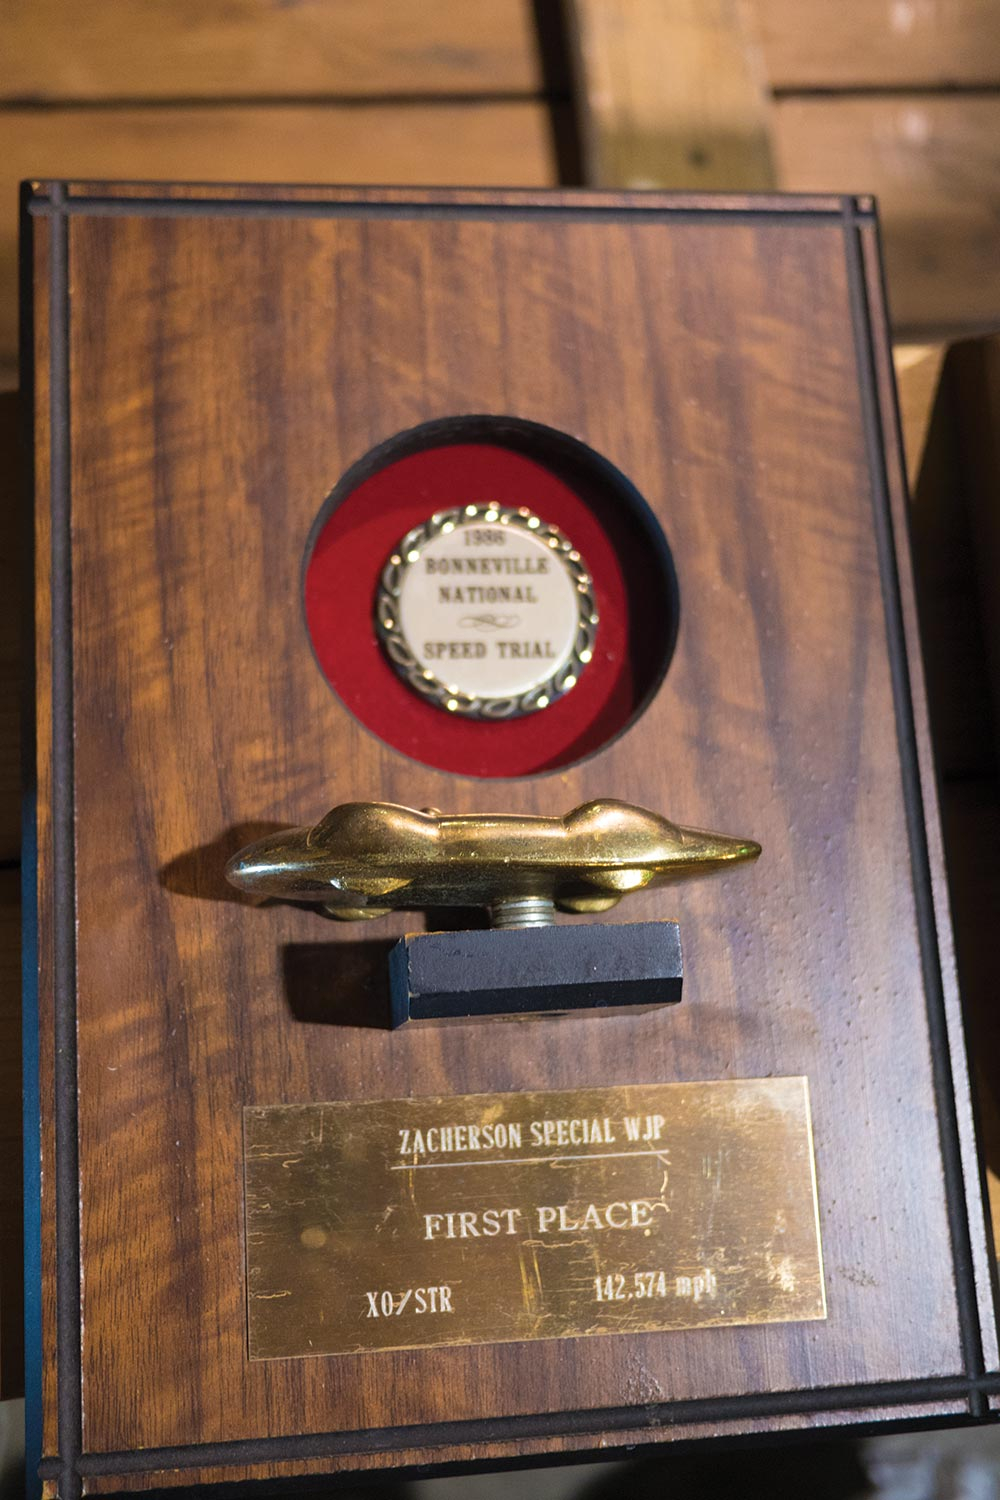 1986
BONNEVILLE
NATIONAL
SPEED TRIAL
ZACHERSON SPECIAL WJP
FIRST PLACE
XO/STR 142.574 mph